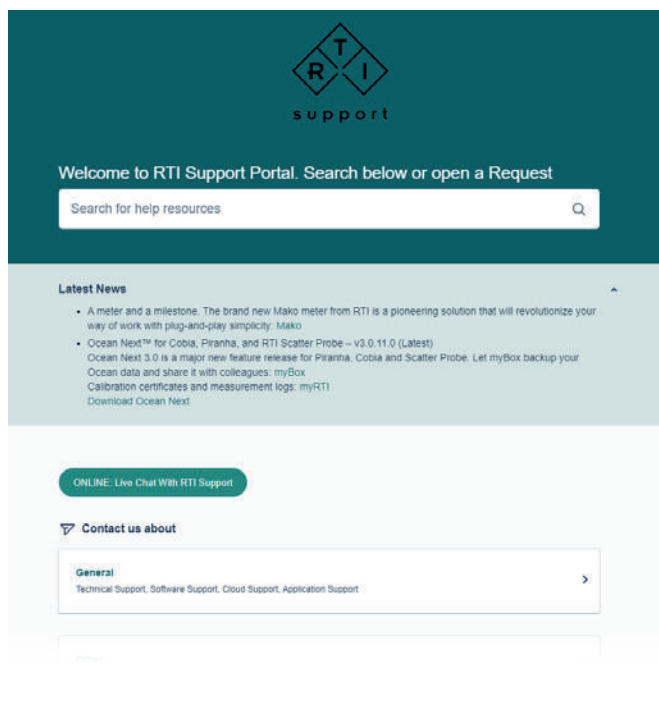 T
R I
support
Welcome to RTI Support Portal. Search below or open a Request
Search for help resources
Latest News
• A meter and a milestone. The brand new Mako meter from RTI is a pioneering solution that will revolutionize your
way of work with plug-and-play simplicity: Mako
• Ocean Next™ for Cobia, Piranha, and RTI Scatter Probe – v3.0.11.0 (Latest)
Ocean Next 3.0 is a major new feature release for Piranha, Cobia and Scatter Probe. Let myBox backup your
Ocean data and share it with colleagues: myBox
Calibration certificates and measurement logs: myRTI
Download Ocean Next
ONLINE: Live Chat With RTI Support
Contact us about
General
Technical Support, Software Support, Cloud Support, Application Support